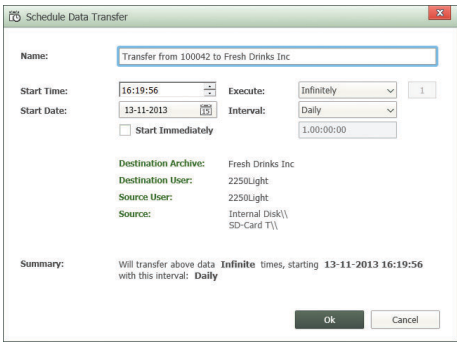 Schedule Data Transfer
Name: Transfer from 100042 to Fresh Drinks Inc
Start Time: 16:19:56 Execute: Infinitely 1
Start Date: 13-11-2013 15 Interval: Daily
Start Immediately 1.00:00:00
Destination Archive: Fresh Drinks Inc
Destination User: 2250Light
Source User: 2250Light
Source: Internal Disk\\
SD-Card T\\
Summary: Will transfer above data Infinite times, starting 13-11-2013 16:19:56
with this interval: Daily
Ok Cancel